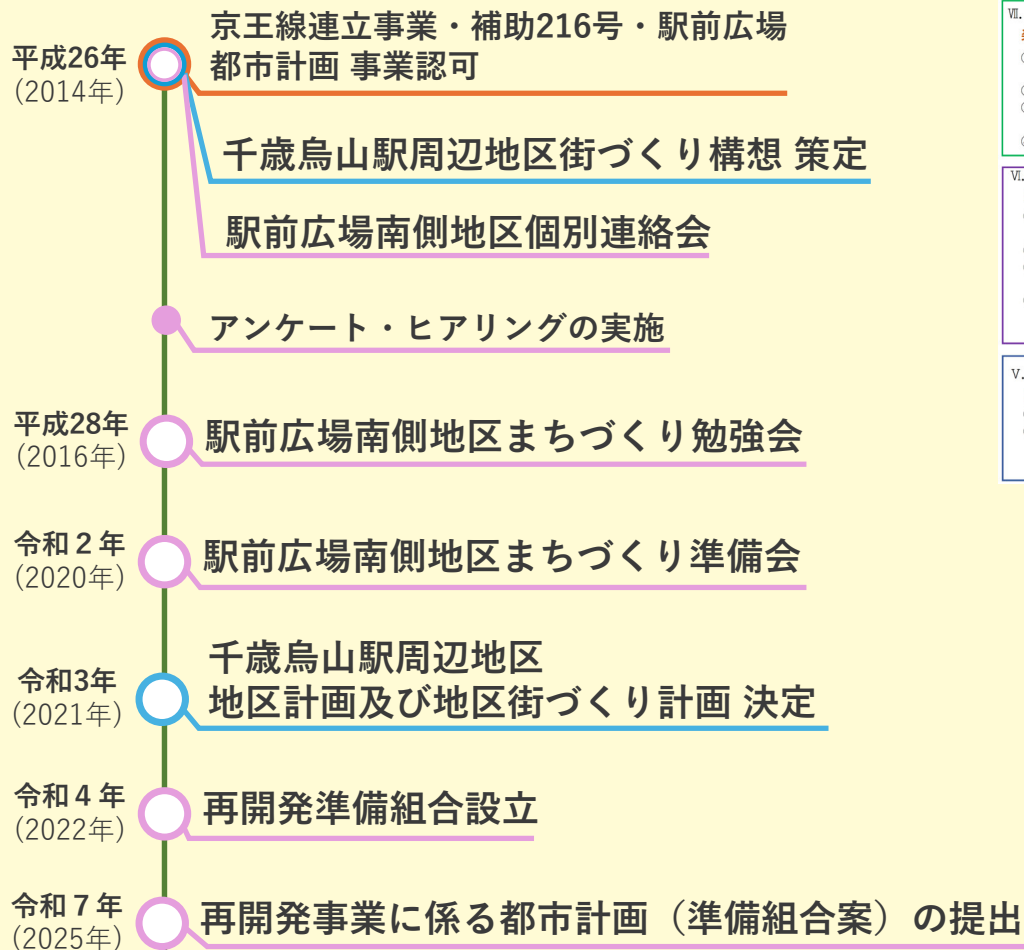 平成26年
(2014年)
京王線連立事業・補助216号・駅前広場
都市計画 事業認可
千歳烏山駅周辺地区街づくり構想 策定
駅前広場南側地区個別連絡会
アンケート・ヒアリングの実施
平成28年
(2016年)
駅前広場南側地区まちづくり勉強会
令和２年
(2020年)
駅前広場南側地区まちづくり準備会
令和3年
(2021年)
千歳烏山駅周辺地区
地区計画及び地区街づくり計画 決定
令和４年
(2022年)
再開発準備組合設立
令和７年
(2025年)
再開発事業に係る都市計画（準備組合案）の提出
Ⅶ.
Ⅵ.
Ⅴ.